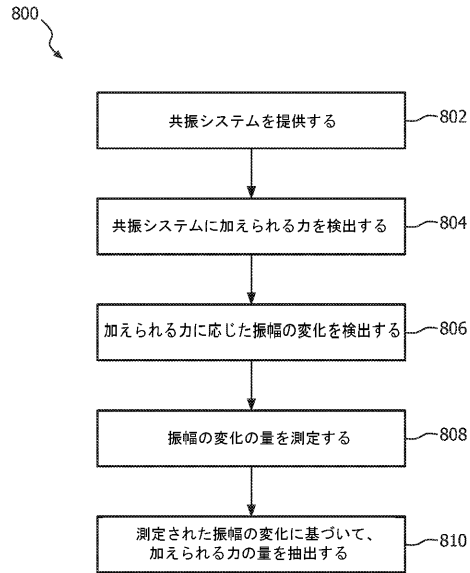 800
共振システムを提供する
802
共振システムに加えられる力を検出する
804
加えられる力に応じた振幅の変化を検出する
806
振幅の変化の量を測定する
808
測定された振幅の変化に基づいて、
加えられる力の量を抽出する
810